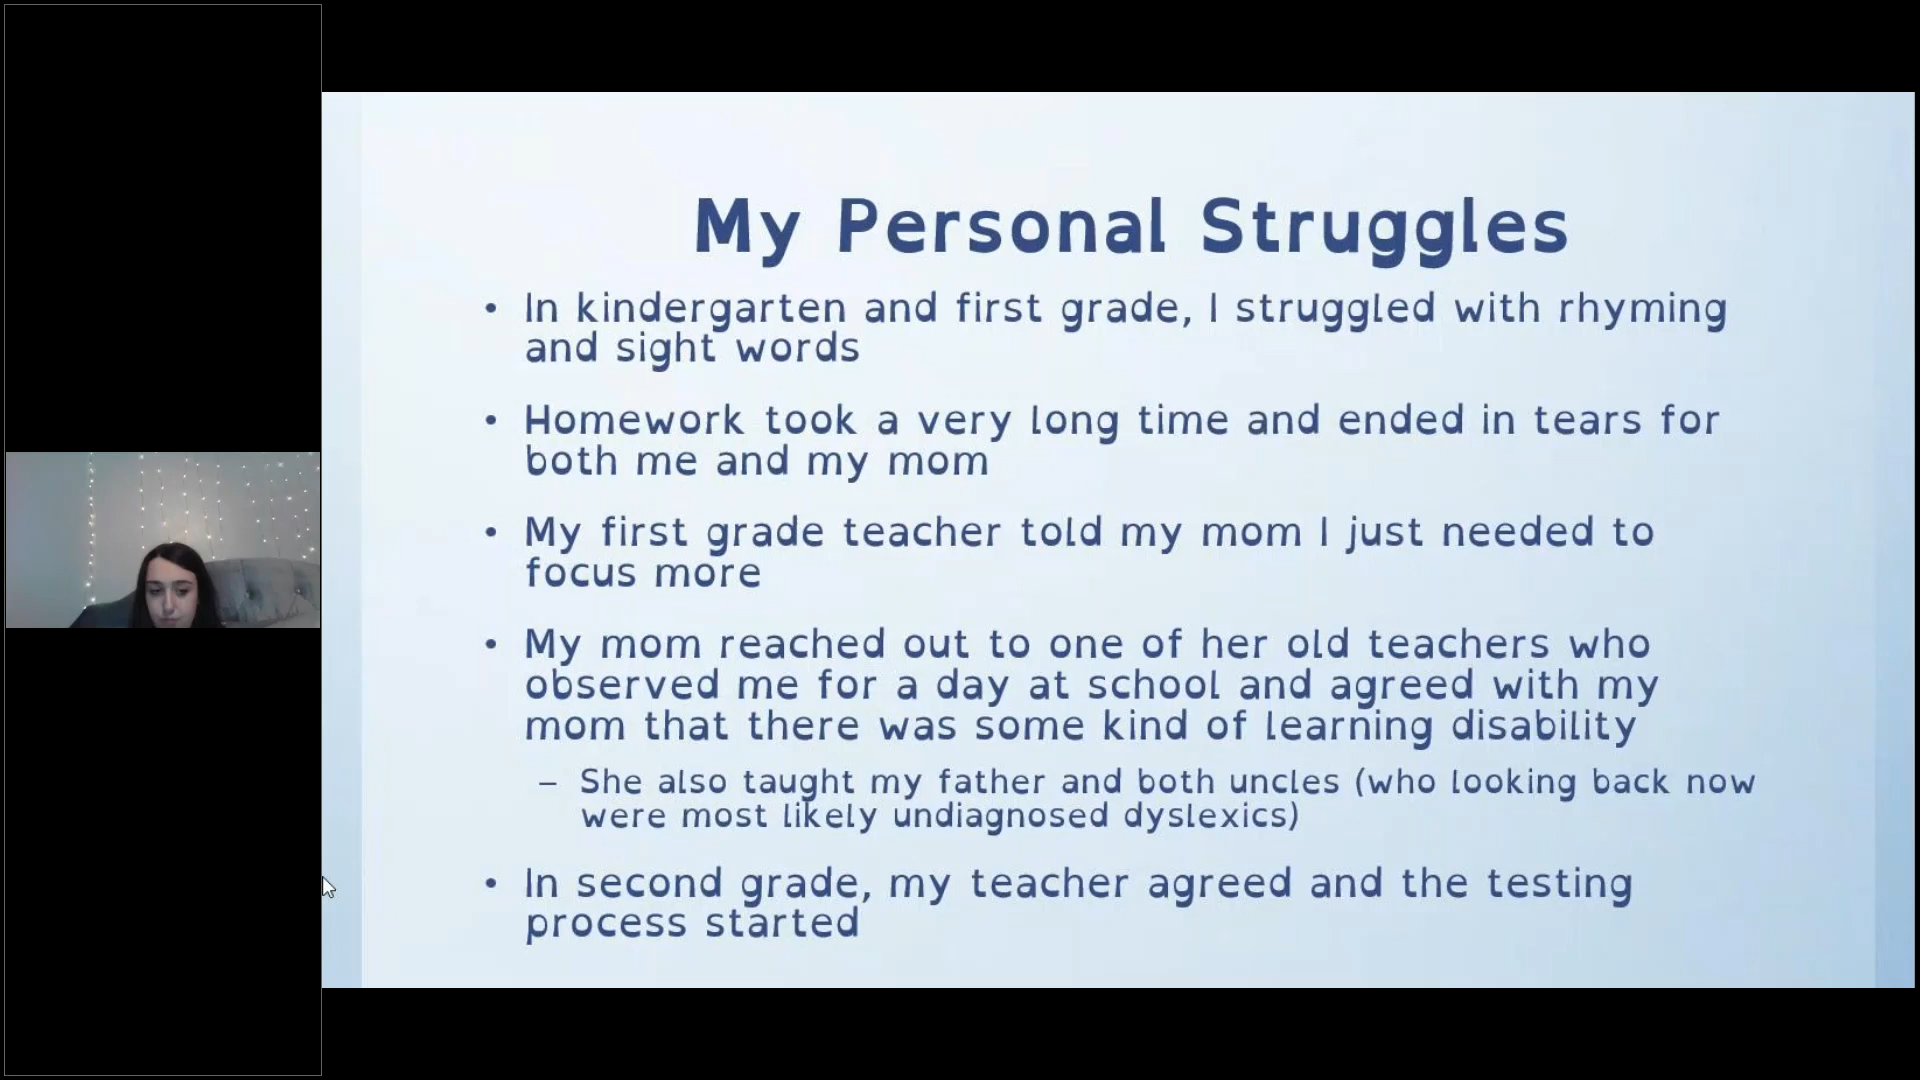 My Personal Struggles
• In kindergarten and first grade, I struggled with rhyming
and sight words
• Homework took a very long time and ended in tears for
both me and my mom
• My first grade teacher told my mom I just needed to
focus more
• My mom reached out to one of her old teachers who
observed me for a day at school and agreed with my
mom that there was some kind of learning disability
– She also taught my father and both uncles (who looking back now
were most likely undiagnosed dyslexics)
• In second grade, my teacher agreed and the testing
process started